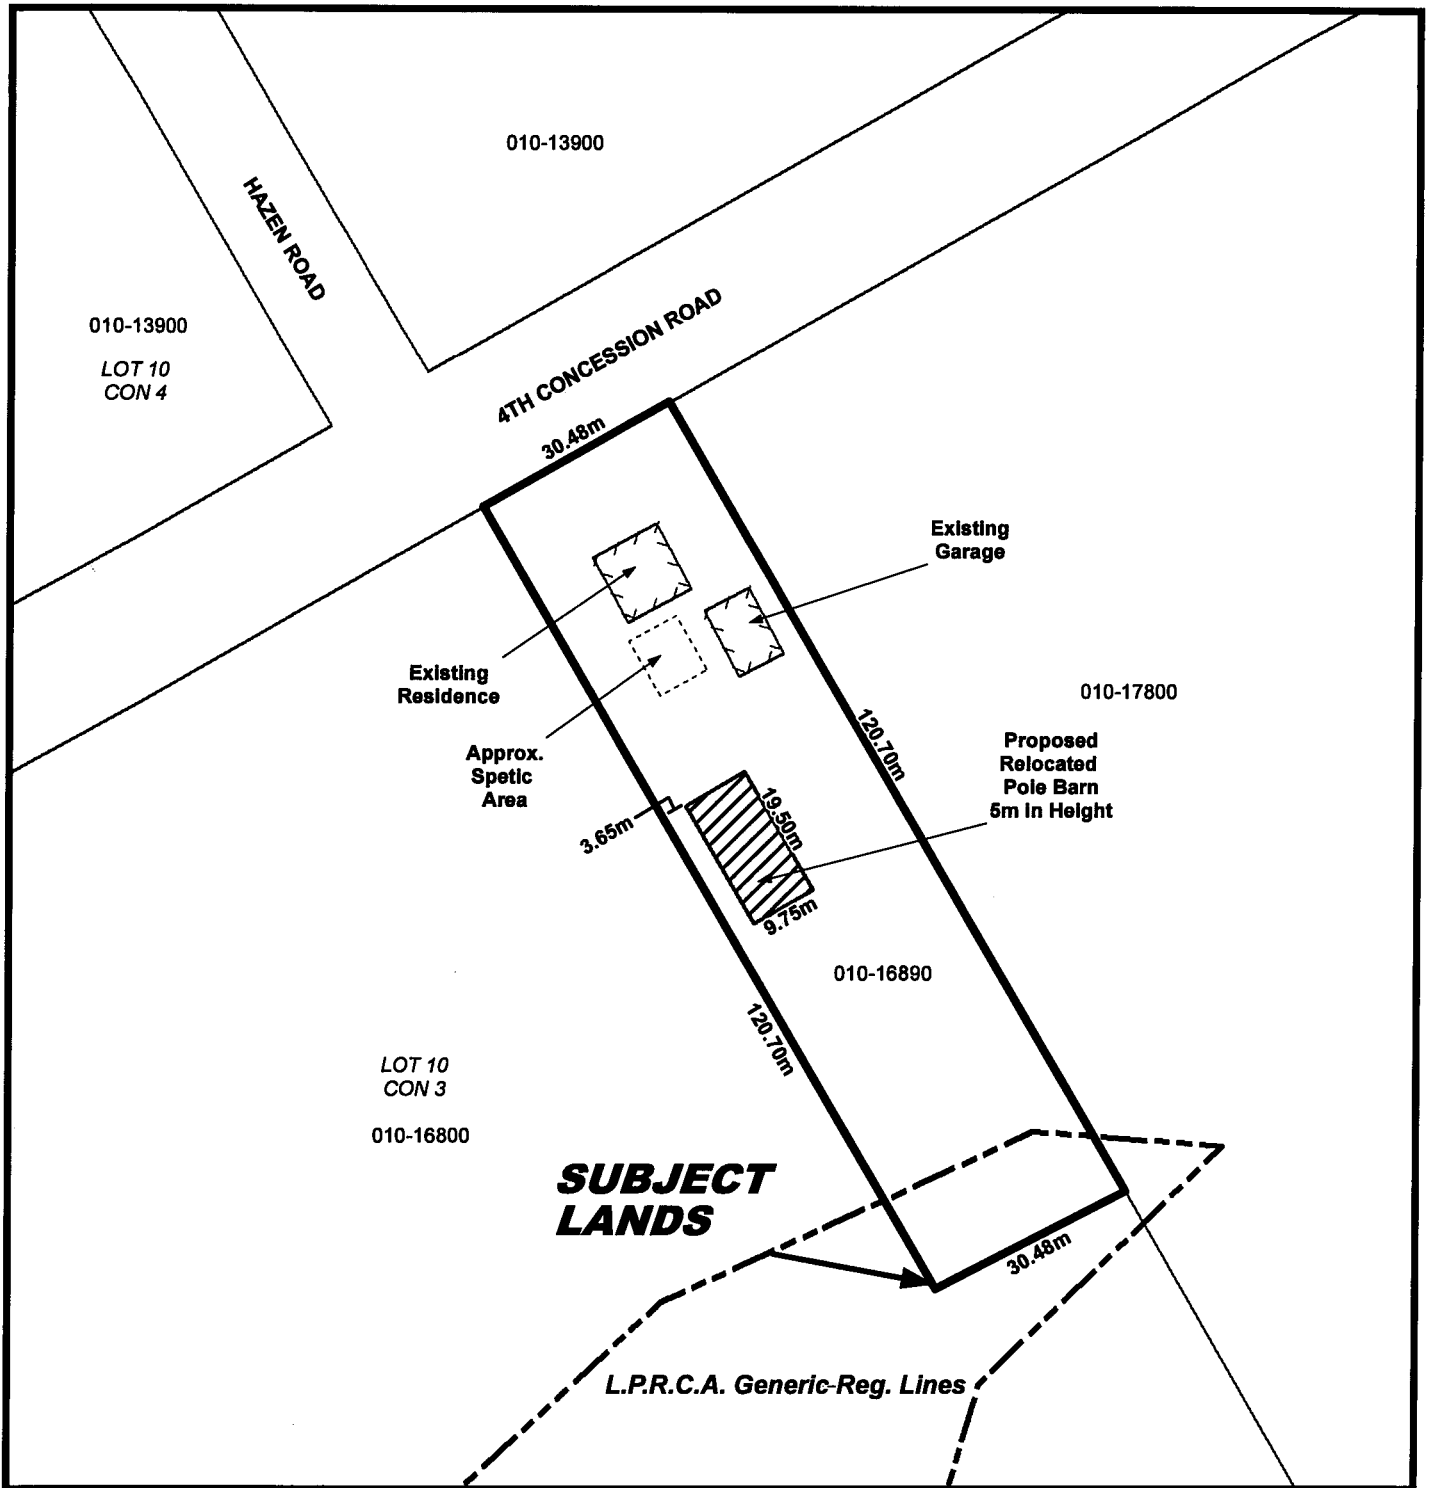 010-13900
HAZEN ROAD
010-13900
LOT 10
CON 4
4TH CONCESSION ROAD
30.48m
Existing
Garage
Existing
Residence
010-17800
120.70m
Approx.
Spetic
Area
Proposed
Relocated
Pole Barn
5m in Height
3.65m
19.50m
9.75m
010-16890
120.70m
LOT 10
CON 3
010-16800
SUBJECT
LANDS
30.48m
L.P.R.C.A. Generic-Reg. Lines